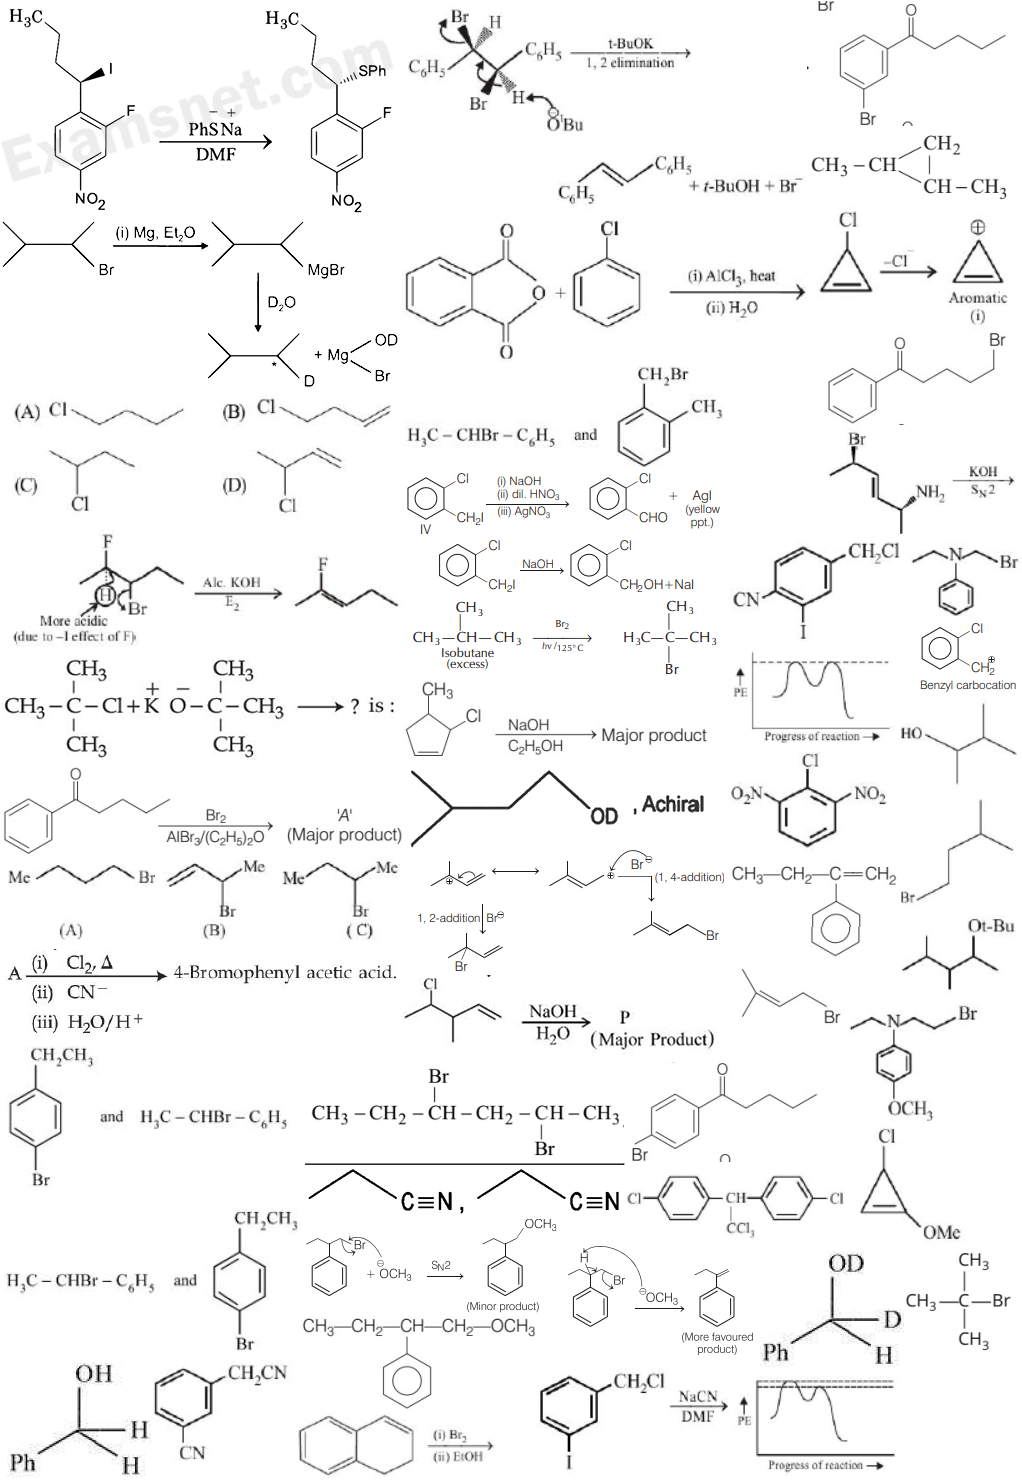 H₃C
I
F
NO₂
PhSNa
− +
DMF
H₃C
SPh
F
NO₂
Examsnet.com
Br
H
C₆H₅
C₆H₅
Br
H
t-BuOK
1, 2 elimination
ÖᵗBu
C₆H₅
C₆H₅
+ t-BuOH + Br⁻
Br
O
Br
CH₂
CH₃ – CH
CH – CH₃
Br
(i) Mg, Et₂O
MgBr
D₂O
*
D
+ Mg
OD
Br
O
O
O
+
Cl
(i) AlCl₃, heat
(ii) H₂O
Cl
–Cl⁻
⊕
Aromatic
(i)
O
Br
(A) Cl
(B) Cl
(C)
Cl
(D)
Cl
CH₂Br
CH₃
H₃C – CHBr – C₆H₅ and
Cl
CH₂I
IV
(i) NaOH
(ii) dil. HNO₃
(iii) AgNO₃
Cl
CHO
+ AgI
(yellow
ppt.)
Br
NH₂
KOH
S_N2
Cl
CH₂I
NaOH
Cl
CH₂OH+NaI
F
H
Br
More acidic
(due to –I effect of F)
Alc. KOH
E₂
F
CH₂Cl
CN
I
N
Br
CH₃
CH₃–CH–CH₃
Isobutane
(excess)
Br₂
hν/125°C
CH₃
H₃C–C–CH₃
Br
Cl
CH₂⊕
Benzyl carbocation
PE
Progress of reaction
CH₃
CH₃–C–Cl+K⁺ O⁻–C–CH₃ ⟶ ? is :
CH₃
CH₃
CH₃
CH₃
Cl
NaOH
C₂H₅OH
Major product
HO
O
Br₂
AlBr₃/(C₂H₅)₂O
'A'
(Major product)
OD
, Achiral
Cl
O₂N
NO₂
Me
Br
(A)
Me
Br
(B)
Me
Me
Br
(C)
⊕
⊕
Br⊖
(1, 4-addition)
1, 2-addition
Br⊖
Br
Br
CH₃–CH₂–C=CH₂
Br
Ot-Bu
A
(i) Cl₂, Δ
(ii) CN⁻
(iii) H₂O/H⁺
4-Bromophenyl acetic acid.
Cl
NaOH
H₂O
P
(Major Product)
Br
N
Br
OCH₃
CH₂CH₃
Br
and H₃C – CHBr – C₆H₅
Br
CH₃ – CH₂ – CH – CH₂ – CH – CH₃
Br
O
Br
C≡N ,
C≡N
Cl
CH
Cl
CCl₃
Cl
OMe
H₃C – CHBr – C₆H₅ and
CH₂CH₃
Br
Br
+ ⊖OCH₃
S_N2
OCH₃
(Minor product)
H
Br
⊖OCH₃
(More favoured
product)
CH₃–CH₂–CH–CH₂–OCH₃
OD
D
H
Ph
CH₃
CH₃–C–Br
CH₃
OH
H
H
Ph
CH₂CN
CN
(i) Br₂
(ii) EtOH
CH₂Cl
I
NaCN
DMF
PE
Progress of reaction